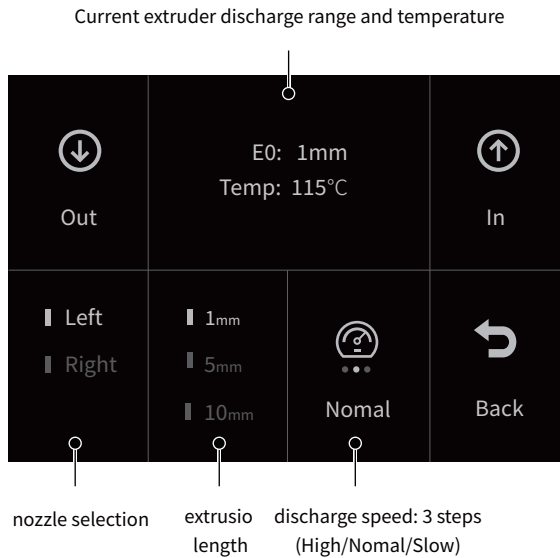 Current extruder discharge range and temperature
Out
E0: 1mm
Temp: 115°C
In
Left
Right
1mm
5mm
10mm
Nomal
Back
nozzle selection
extrusio
length
discharge speed: 3 steps
(High/Nomal/Slow)